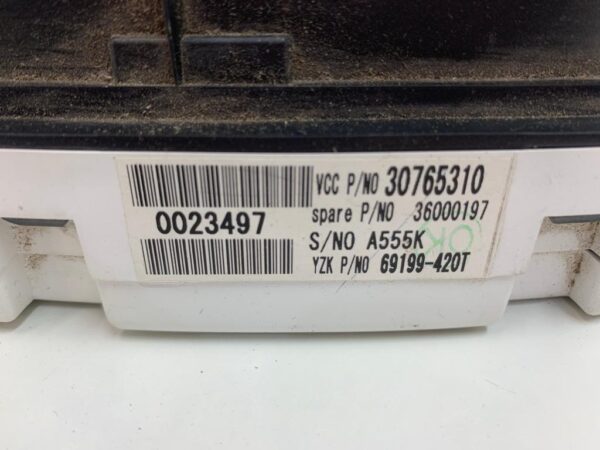 0023497
VCC P/NO 30765310
spare P/NO 36000197
S/NO A555K
YZK P/NO 69199-420T
OK